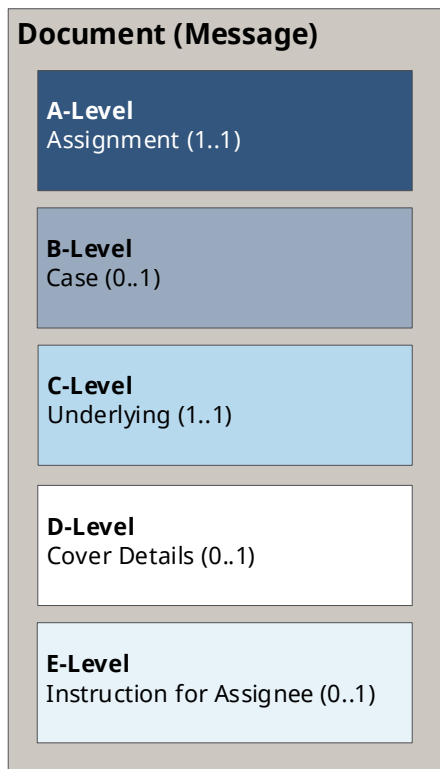 Document (Message)
A-Level
Assignment (1..1)
B-Level
Case (0..1)
C-Level
Underlying (1..1)
D-Level
Cover Details (0..1)
E-Level
Instruction for Assignee (0..1)